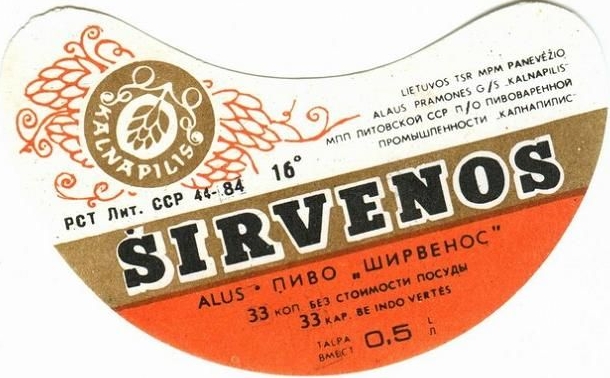 KALNAPILIS
LIETUVOS TSR MPM PANEVĖŽIO
ALAUS PRAMONĖS G/S „KALNAPILIS"
МПП ЛИТОВСКОЙ ССР П/О ПИВОВАРЕННОЙ
ПРОМЫШЛЕННОСТИ „КАЛНАПИЛИС"
РСТ Лит. ССР 44-84 16°
ŠIRVENOS
ALUS • ПИВО „ШИРВЕНОС"
33 КОП. БЕЗ СТОИМОСТИ ПОСУДЫ
33 KAP. BE INDO VERTĖS
TALPA
ВМЕСТ. 0,5 L
Л